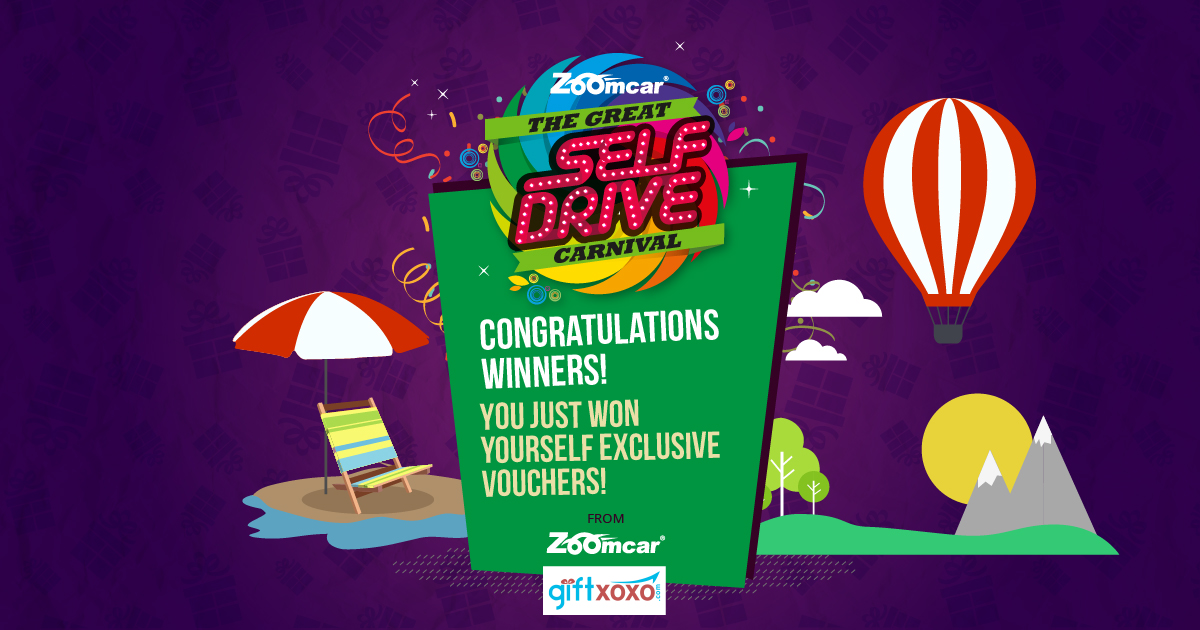 Zoomcar®
THE GREAT
SELF
DRIVE
CARNIVAL
CONGRATULATIONS
WINNERS!
YOU JUST WON
YOURSELF EXCLUSIVE
VOUCHERS!
FROM
Zoomcar®
giftxoxo.com